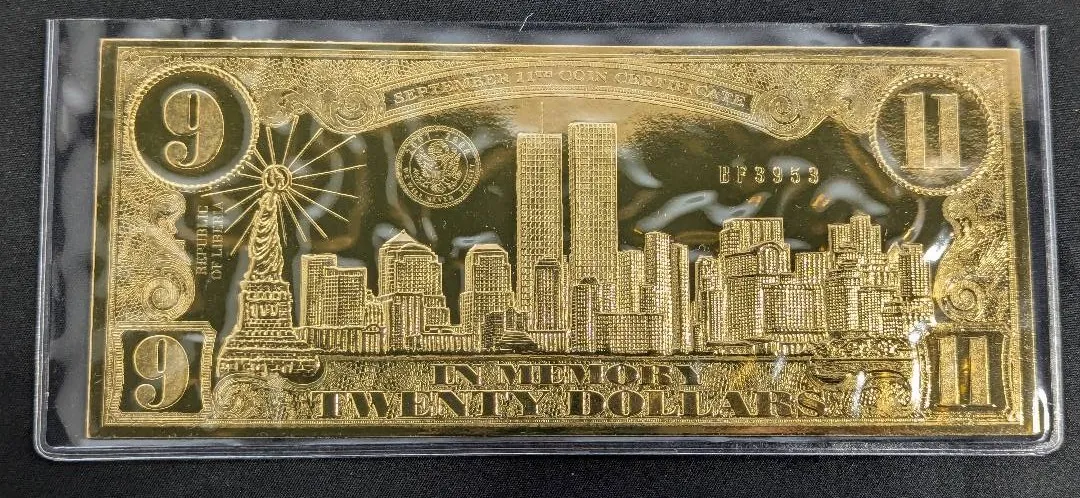 9
SEPTEMBER 11TH COIN CERTIFICATE
11
BF3953
REPUBLIC
OF LIBERIA
9
IN MEMORY
11
TWENTY DOLLARS